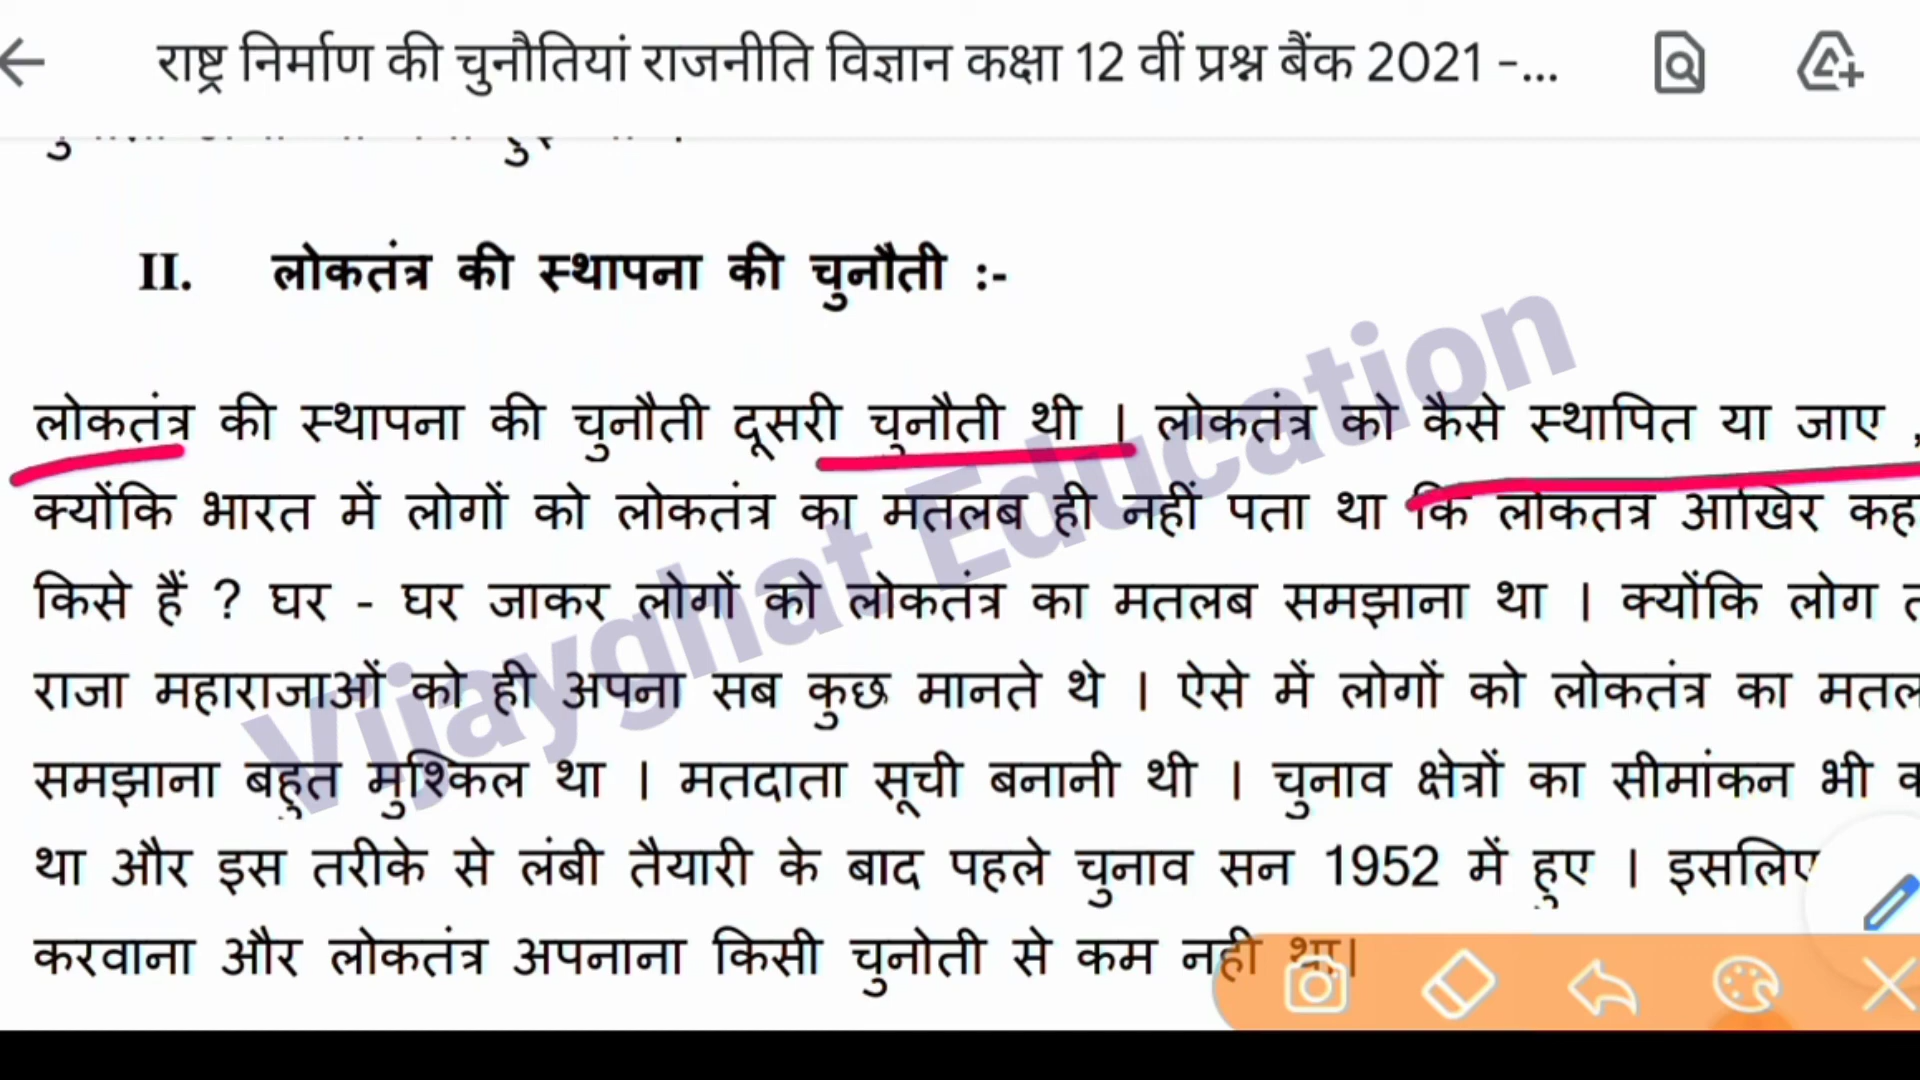 राष्ट्र निर्माण की चुनौतियां राजनीति विज्ञान कक्षा 12 वीं प्रश्न बैंक 2021 -...
II. लोकतंत्र की स्थापना की चुनौती :-
लोकतंत्र की स्थापना की चुनौती दूसरी चुनौती थी । लोकतंत्र को कैसे स्थापित या जाए ,
क्योंकि भारत में लोगों को लोकतंत्र का मतलब ही नहीं पता था कि लोकतंत्र आखिर कह
किसे हैं ? घर - घर जाकर लोगों को लोकतंत्र का मतलब समझाना था । क्योंकि लोग
राजा महाराजाओं को ही अपना सब कुछ मानते थे । ऐसे में लोगों को लोकतंत्र का मतल
समझाना बहुत मुश्किल था । मतदाता सूची बनानी थी । चुनाव क्षेत्रों का सीमांकन भी
था और इस तरीके से लंबी तैयारी के बाद पहले चुनाव सन 1952 में हुए । इसलिए
करवाना और लोकतंत्र अपनाना किसी चुनोती से कम नही था।
Vijayghat Education